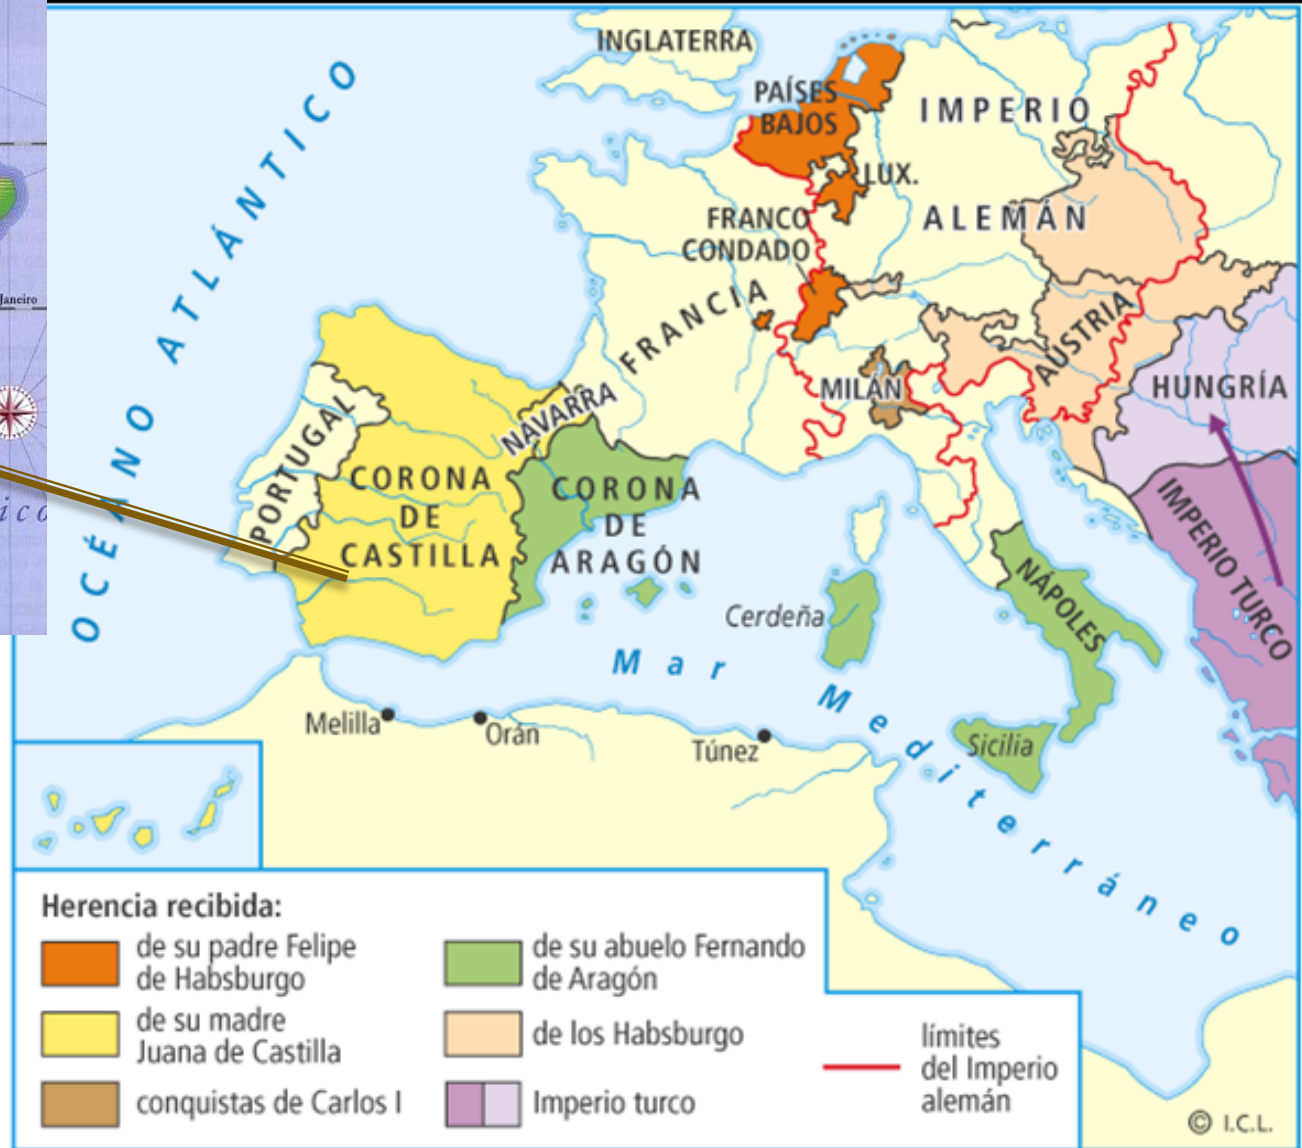 Janeiro
ico
OCÉANO ATLÁNTICO
INGLATERRA
PAÍSES
BAJOS
IMPERIO
LUX.
ALEMÁN
FRANCO
CONDADO
FRANCIA
AUSTRIA
MILÁN
HUNGRÍA
NAVARRA
PORTUGAL
CORONA
DE
CASTILLA
CORONA
DE
ARAGÓN
IMPERIO TURCO
NÁPOLES
Cerdeña
Mar Mediterráneo
Melilla
Orán
Túnez
Sicilia
Herencia recibida:
de su padre Felipe
de Habsburgo
de su madre
Juana de Castilla
conquistas de Carlos I
de su abuelo Fernando
de Aragón
de los Habsburgo
Imperio turco
límites
del Imperio
alemán
© I.C.L.